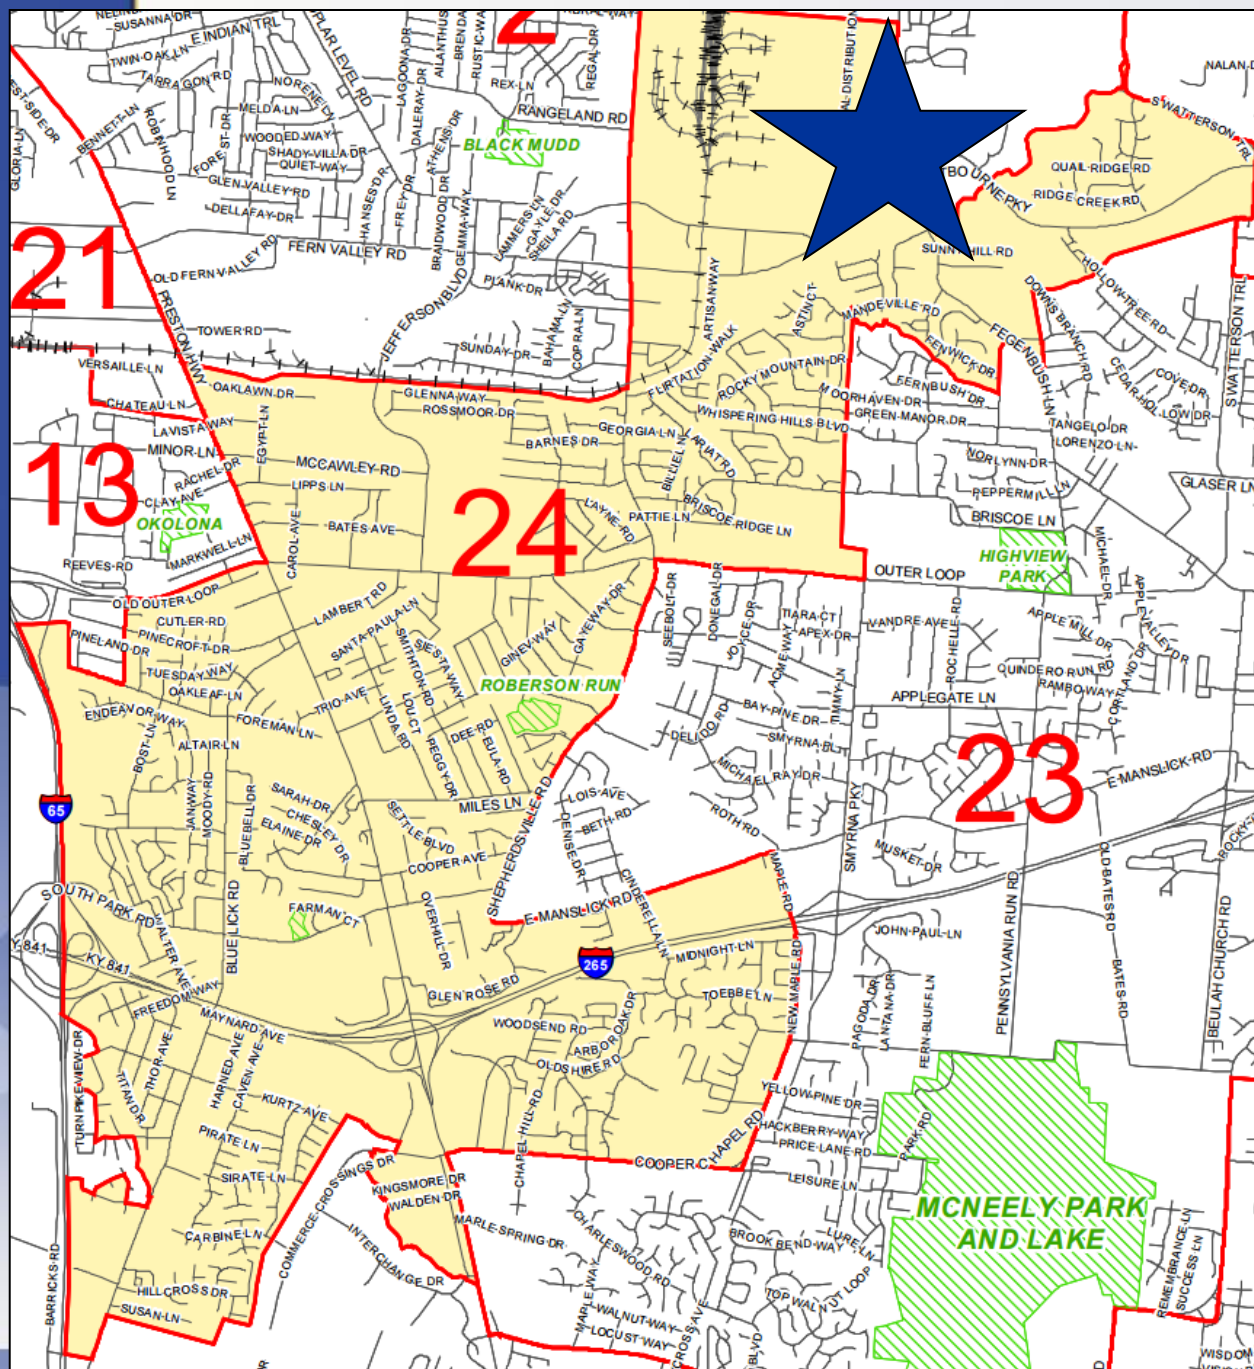 SUSANNA DR
E INDIAN TRL
TWIN OAK LN
TARRAGON RD
NORENE LN
MELDA LN
BENNETT LN
ROBINHOOD LN
FOREST DR
WOODED WAY
SHADY VILLA DR
QUIET WAY
GLEN VALLEY RD
DELLAFAY DR
GLORIA LN
POPLAR LEVEL RD
LAGOONA DR
AILANTHUS
BRENDA
RUSTIC WAY
REGAL DR
REX LN
RANGELAND RD
DALERAY DR
ATHENS DR
BLACK MUDD
2
HANSES DR
FREY DR
BRAIDWOOD DR
GEMMA WAY
LAMMERS LN
GAYLE DR
SHEILA RD
FERN VALLEY RD
OLD FERN VALLEY RD
PLANK DR
JEFFERSON BLVD
BAHAMA LN
COPRA LN
SUNDAY DR
TOWER RD
PRESTON HWY
21
VERSAILLE LN
CHATEAU LN
OAKLAWN DR
GLENNA WAY
ROSSMOOR DR
ARTISAN WAY
FLIRTATION WALK
ROCKY MOUNTAIN DR
MANDEVILLE RD
SUNNY HILL RD
QUAIL RIDGE RD
RIDGE CREEK RD
S WATTERSON TRL
NALAN D
HOLLOW TREE RD
DOWNS BRANCH RD
FEGENBUSH LN
FENWICK DR
FERNBUSH DR
MOORHAVEN DR
GREEN MANOR DR
CEDAR HOLLOW DR
COVE DR
S WATTERSON TRL
TANGELO DR
LORENZO LN
NORLYNN DR
PEPPERMILL LN
BRISCOE LN
GLASER LN
WHISPERING HILLS BLVD
GEORGIA LN
LARIAT RD
BILLIE LN
BARNES DR
LAVISTA WAY
MINOR LN
EGYPT LN
MCCAWLEY RD
RACHEL DR
LIPPS LN
13
CLAY AVE
OKOLONA
BATES AVE
24
LAYNE RD
PATTIE LN
BRISCOE RIDGE LN
MARKWELL LN
REEVES RD
CAROL AVE
HIGHVIEW
PARK
MICHAEL DR
OUTER LOOP
OLD OUTER LOOP
CUTLER RD
PINECROFT DR
PINELAND DR
TUESDAY WAY
OAKLEAF LN
LAMBERT RD
SANTA PAULA LN
SMITHTON RD
SIESTA WAY
GINEY WAY
GAYEWAY DR
SEEBOLT DR
DONEGAL DR
JOYCE DR
TIARA CT
APEX DR
ACME WAY
VANDRE AVE
ROCHELLE RD
APPLE MILL DR
APPLE VALLEY DR
QUINDERO RUN RD
RAMBO WAY
CORTLAND DR
APPLEGATE LN
TIMMY LN
ROBERSON RUN
ENDEAVOR WAY
FOREMAN LN
TRIO AVE
LINDA RD
LOU CT
PEGGY DR
DEE RD
EULA RD
BOST LN
ALTAIR LN
DELIDO RD
BAY PINE DR
SMYRNA PL
MICHAEL RAY DR
23
E MANSLICK RD
JANWAY
MOODY RD
BLUEBELL DR
SARAH DR
CHESLEY DR
ELAINE DR
MILES LN
SETTLE BLVD
COOPER AVE
LOIS AVE
BETH RD
DENISE DR
SHEPHERDSVILLE RD
ROTH RD
SMYRNA PKY
MUSKET DR
MAPLE RD
OLD BATES RD
65
SOUTH PARK RD
BLUE LICK RD
FARMAN CT
OVERHILL DR
CINDERELLA LN
E MANSLICK RD
PENNSYLVANIA RUN RD
BEULAH CHURCH RD
BATES RD
JOHN PAUL LN
KY 841
WALTER AVE
FREEDOM WAY
MAYNARD AVE
GLEN ROSE RD
265
MIDNIGHT LN
TOEBBE LN
NEW MAPLE RD
PAGODA DR
LANTANA DR
FERN BLUFF LN
WOODSEND RD
ARBOR OAK DR
OLDSHIRE RD
TURNPIKE VIEW DR
TITAN DR
THOR AVE
HARNED AVE
CAVEN AVE
KURTZ AVE
PIRATE LN
SIRATE LN
CARBINE LN
HILLCROSS DR
SUSAN LN
BARRICKS RD
COMMERCE CROSSINGS DR
KINGSMORE DR
WALDEN DR
INTERCHANGE DR
CHAPEL HILL RD
COOPER CHAPEL RD
YELLOW PINE DR
HACKBERRY WAY
PRICE LANE RD
LEISURE LN
PARK RD
MCNEELY PARK
AND LAKE
MAPLE SPRING DR
CHARLESWOOD RD
BROOK BEND WAY
LURE LN
TOP WALNUT LOOP
MAPLE WAY
WALNUT WAY
LOCUST WAY
REMEMBRANCE LN
SUCCESS LN
WISDOM